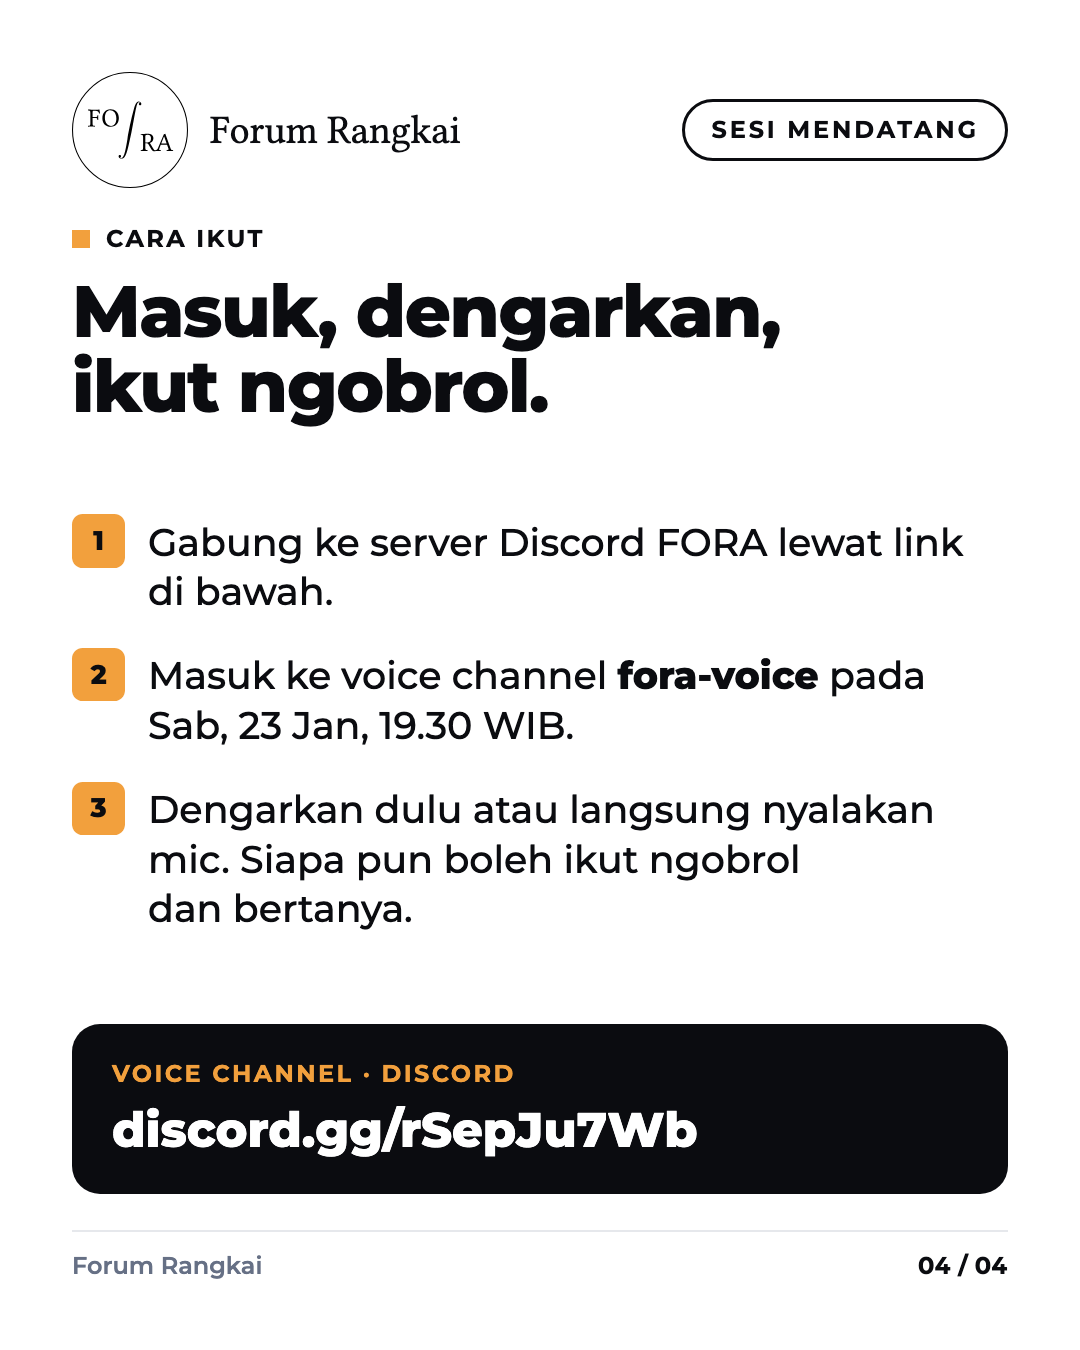 FO
RA
Forum Rangkai
SESI MENDATANG
CARA IKUT
Masuk, dengarkan,
ikut ngobrol.
1
Gabung ke server Discord FORA lewat link
di bawah.
2
Masuk ke voice channel fora-voice pada
Sab, 23 Jan, 19.30 WIB.
3
Dengarkan dulu atau langsung nyalakan
mic. Siapa pun boleh ikut ngobrol
dan bertanya.
VOICE CHANNEL · DISCORD
discord.gg/rSepJu7Wb
Forum Rangkai
04 / 04